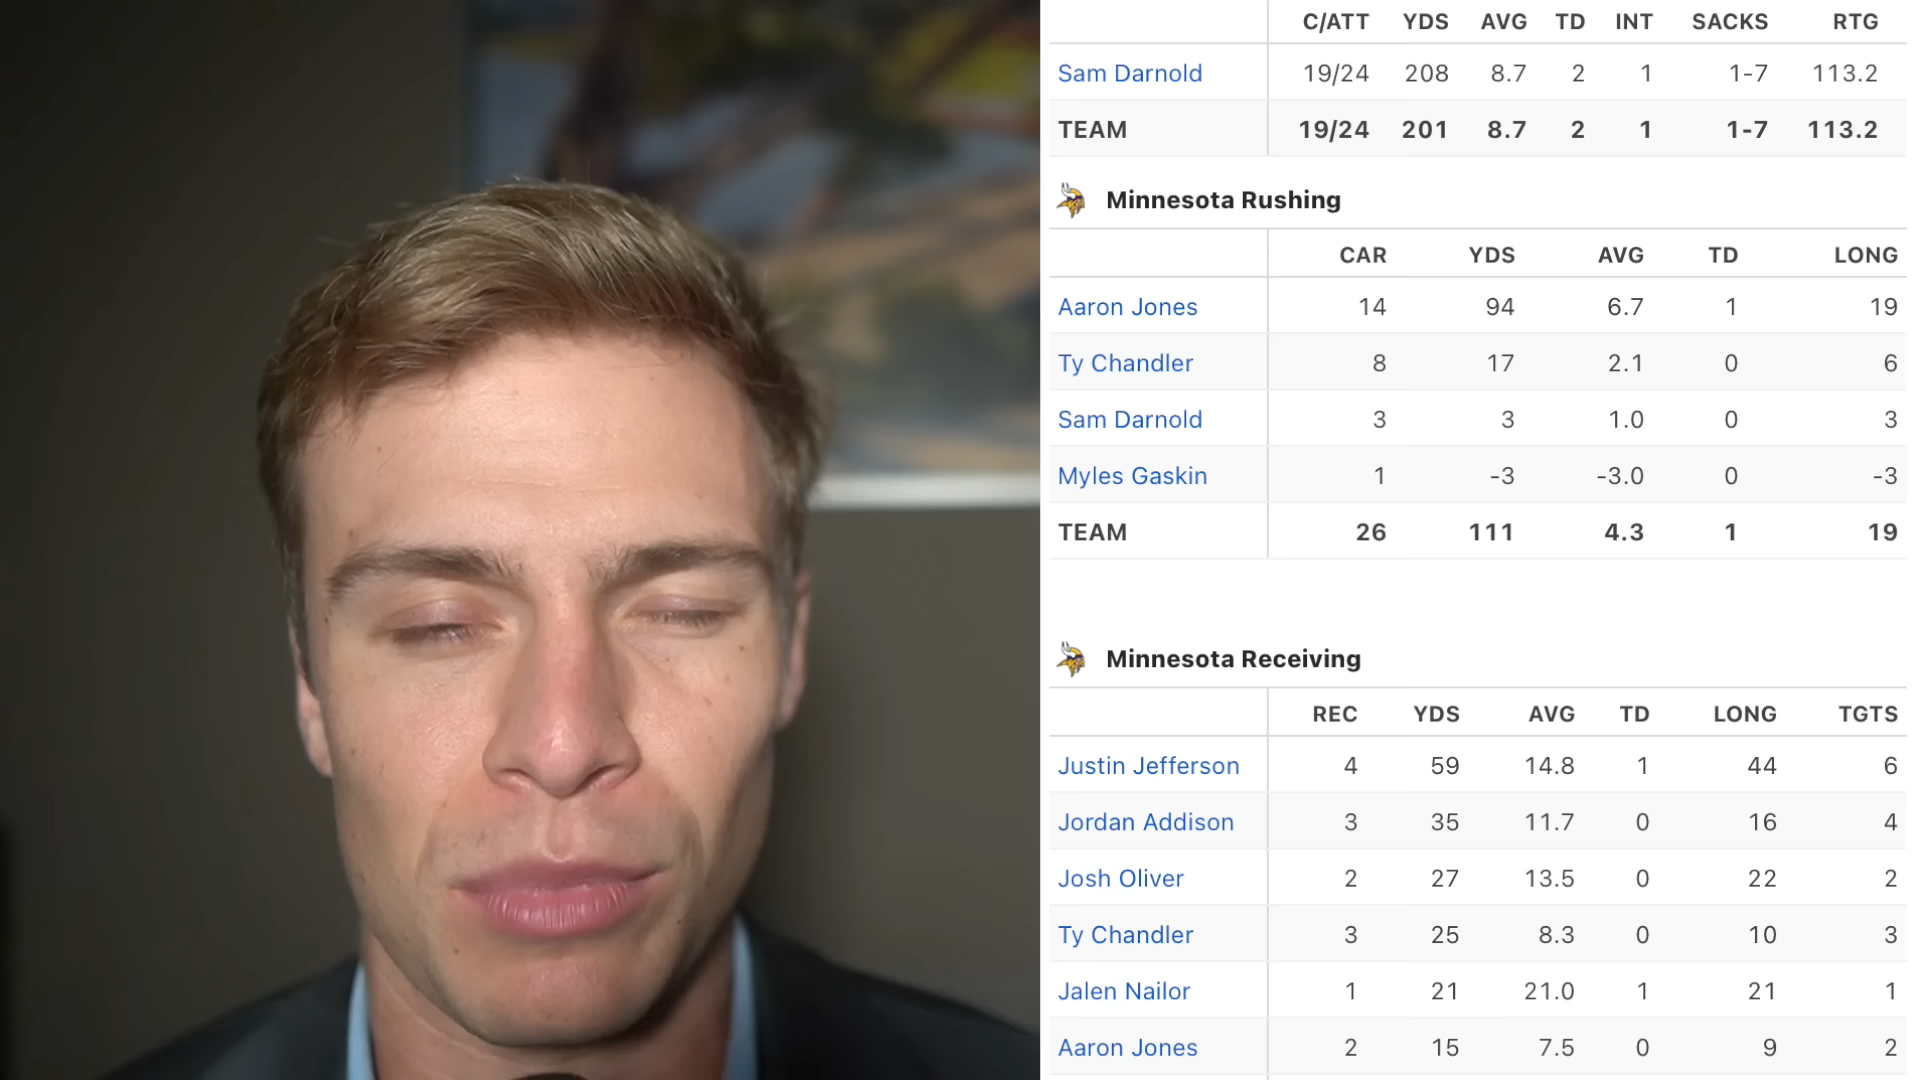 C/ATT YDS AVG TD INT SACKS RTG
Sam Darnold 19/24 208 8.7 2 1 1-7 113.2
TEAM 19/24 201 8.7 2 1 1-7 113.2
Minnesota Rushing
CAR YDS AVG TD LONG
Aaron Jones 14 94 6.7 1 19
Ty Chandler 8 17 2.1 0 6
Sam Darnold 3 3 1.0 0 3
Myles Gaskin 1 -3 -3.0 0 -3
TEAM 26 111 4.3 1 19
Minnesota Receiving
REC YDS AVG TD LONG TGTS
Justin Jefferson 4 59 14.8 1 44 6
Jordan Addison 3 35 11.7 0 16 4
Josh Oliver 2 27 13.5 0 22 2
Ty Chandler 3 25 8.3 0 10 3
Jalen Nailor 1 21 21.0 1 21 1
Aaron Jones 2 15 7.5 0 9 2